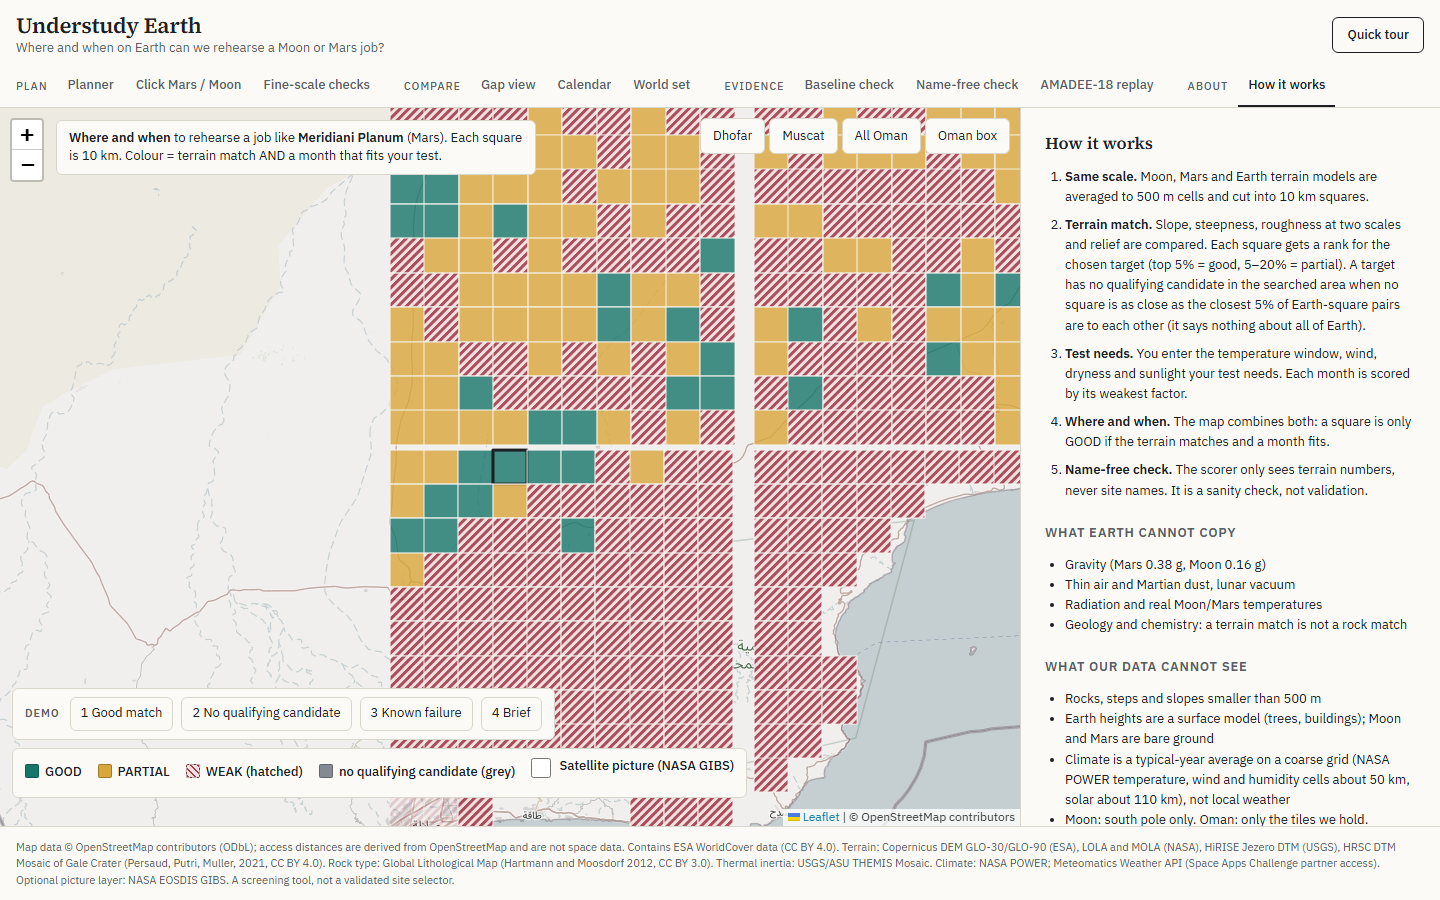 Understudy Earth
Where and when on Earth can we rehearse a Moon or Mars job?
Quick tour
PLAN Planner Click Mars / Moon Fine-scale checks COMPARE Gap view Calendar World set EVIDENCE Baseline check Name-free check AMADEE-18 replay ABOUT How it works
+
−
Where and when to rehearse a job like Meridiani Planum (Mars). Each square
is 10 km. Colour = terrain match AND a month that fits your test.
Dhofar Muscat All Oman Oman box
DEMO 1 Good match 2 No qualifying candidate 3 Known failure 4 Brief
GOOD PARTIAL WEAK (hatched) no qualifying candidate (grey) Satellite picture (NASA GIBS)
طاقة
Leaflet | © OpenStreetMap contributors
How it works
1. Same scale. Moon, Mars and Earth terrain models are
averaged to 500 m cells and cut into 10 km squares.
2. Terrain match. Slope, steepness, roughness at two scales
and relief are compared. Each square gets a rank for the
chosen target (top 5% = good, 5–20% = partial). A target
has no qualifying candidate in the searched area when no
square is as close as the closest 5% of Earth-square pairs
are to each other (it says nothing about all of Earth).
3. Test needs. You enter the temperature window, wind,
dryness and sunlight your test needs. Each month is scored
by its weakest factor.
4. Where and when. The map combines both: a square is only
GOOD if the terrain matches and a month fits.
5. Name-free check. The scorer only sees terrain numbers,
never site names. It is a sanity check, not validation.
WHAT EARTH CANNOT COPY
• Gravity (Mars 0.38 g, Moon 0.16 g)
• Thin air and Martian dust, lunar vacuum
• Radiation and real Moon/Mars temperatures
• Geology and chemistry: a terrain match is not a rock match
WHAT OUR DATA CANNOT SEE
• Rocks, steps and slopes smaller than 500 m
• Earth heights are a surface model (trees, buildings); Moon
and Mars are bare ground
• Climate is a typical-year average on a coarse grid (NASA
POWER temperature, wind and humidity cells about 50 km,
solar about 110 km), not local weather
• Moon: south pole only. Oman: only the tiles we hold.
Map data © OpenStreetMap contributors (ODbL); access distances are derived from OpenStreetMap and are not space data. Contains ESA WorldCover data (CC BY 4.0). Terrain: Copernicus DEM GLO-30/GLO-90 (ESA), LOLA and MOLA (NASA), HiRISE Jezero DTM (USGS), HRSC DTM
Mosaic of Gale Crater (Persaud, Putri, Muller, 2021, CC BY 4.0). Rock type: Global Lithological Map (Hartmann and Moosdorf 2012, CC BY 3.0). Thermal inertia: USGS/ASU THEMIS Mosaic. Climate: NASA POWER; Meteomatics Weather API (Space Apps Challenge partner access).
Optional picture layer: NASA EOSDIS GIBS. A screening tool, not a validated site selector.